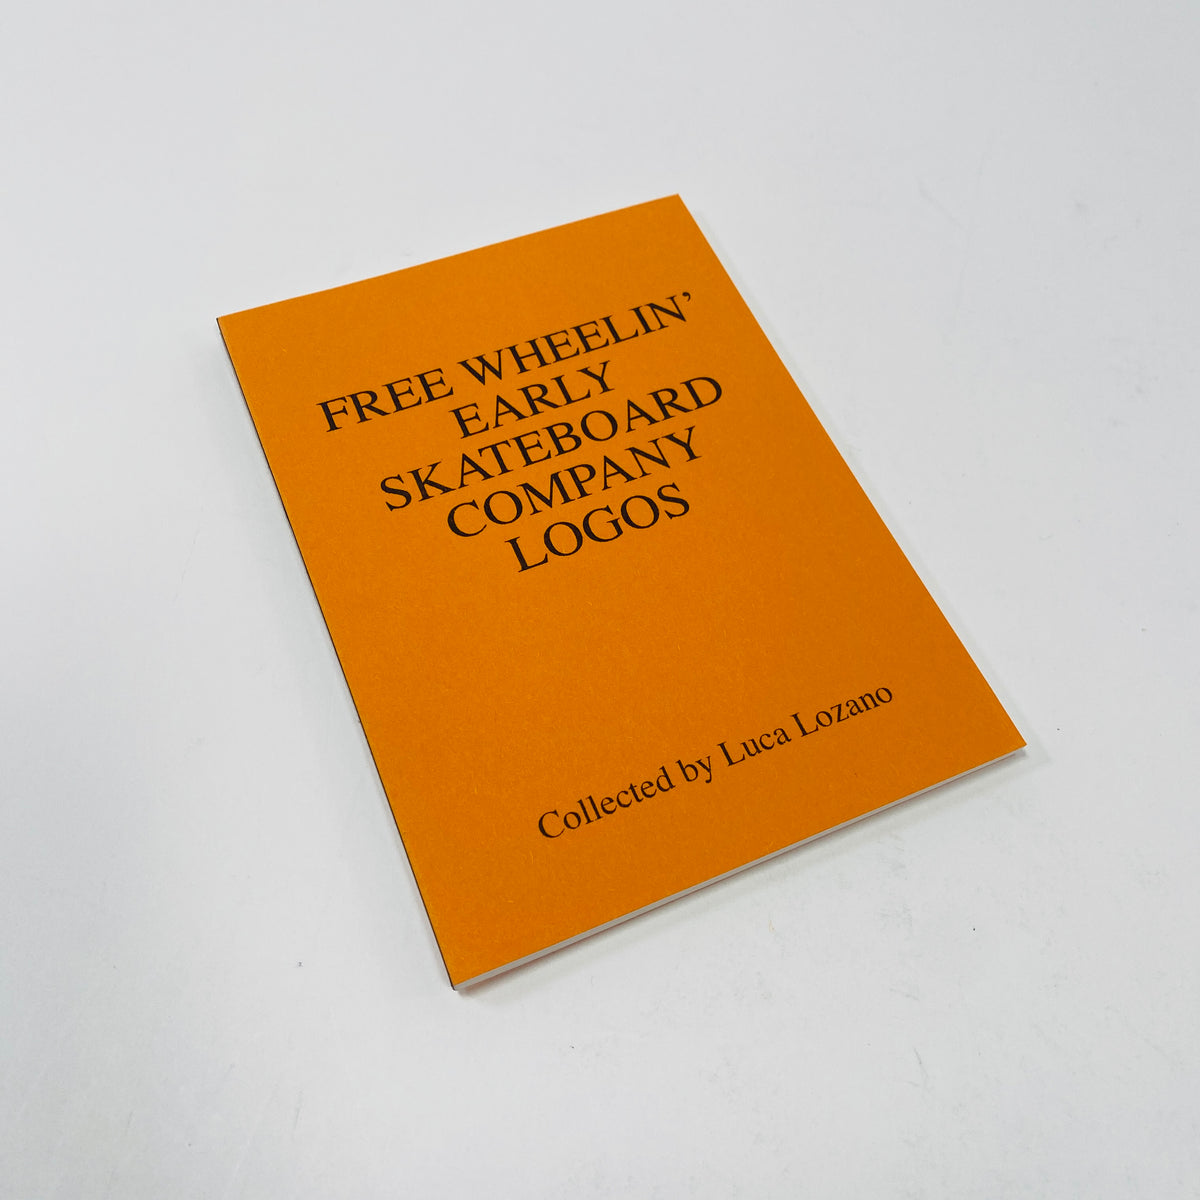 FREE WHEELIN’
EARLY
SKATEBOARD
COMPANY
LOGOS
Collected by Luca Lozano